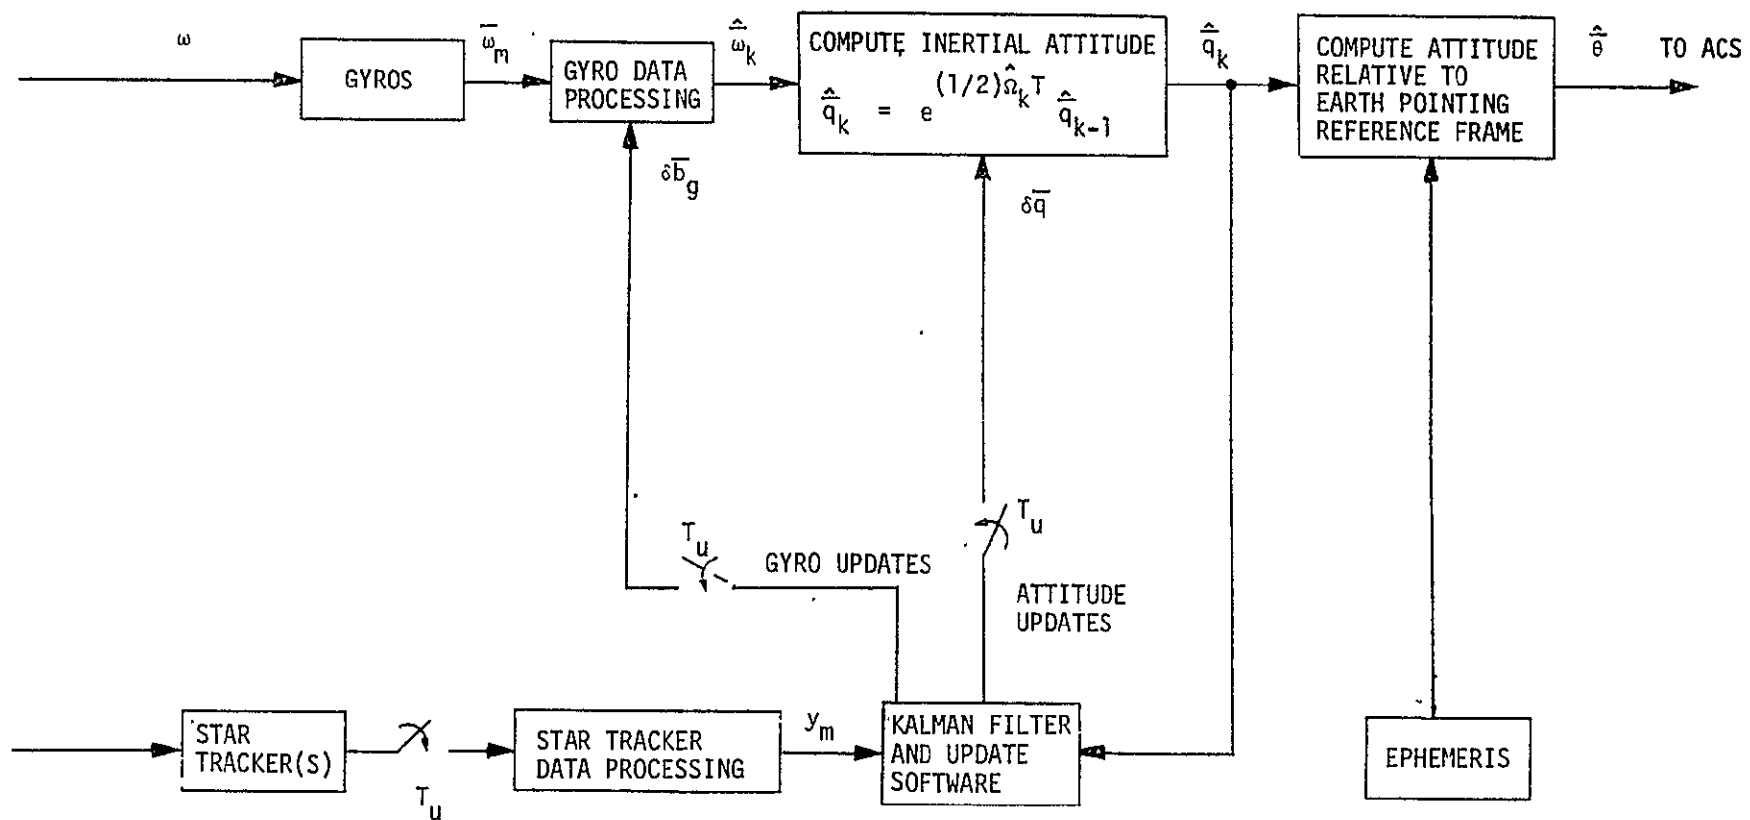 ω
GYROS
ω̅m
GYRO DATA
PROCESSING
ω̅̂k
COMPUTE INERTIAL ATTITUDE
q̅̂k = e^(1/2)Ω̂kT q̅̂k-1
q̅̂k
COMPUTE ATTITUDE
RELATIVE TO
EARTH POINTING
REFERENCE FRAME
θ̅̂ TO ACS
δb̅g
δq̅
Tu
Tu
GYRO UPDATES
ATTITUDE
UPDATES
STAR
TRACKER(S)
Tu
STAR TRACKER
DATA PROCESSING
ym
KALMAN FILTER
AND UPDATE
SOFTWARE
EPHEMERIS